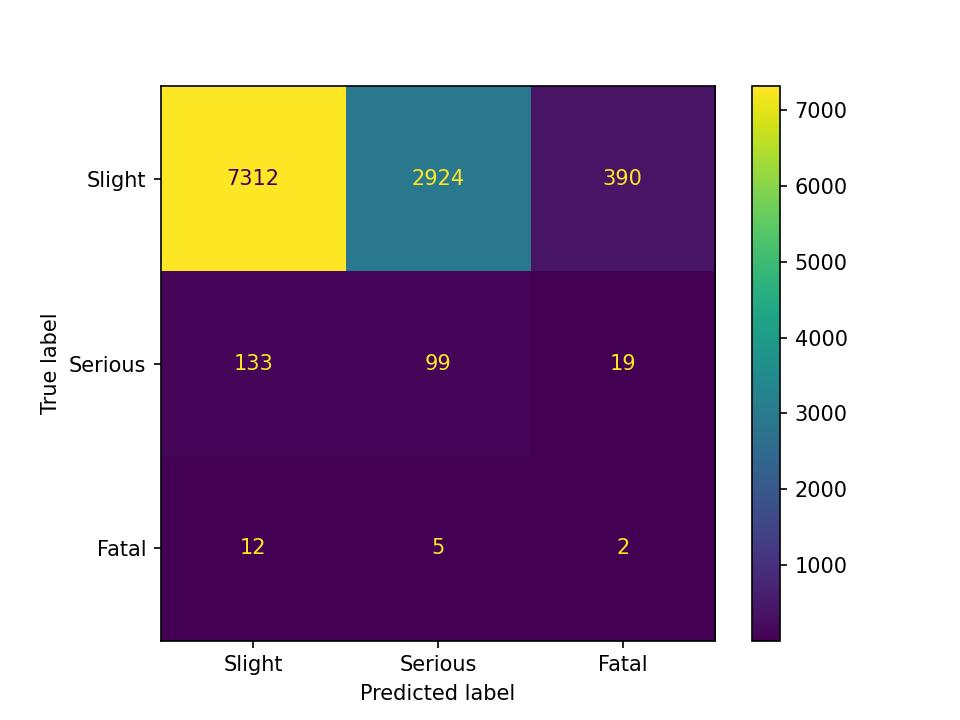 Slight 7312 2924 390
Serious 133 99 19
Fatal 12 5 2
Slight Serious Fatal
Predicted label
True label
7000
6000
5000
4000
3000
2000
1000